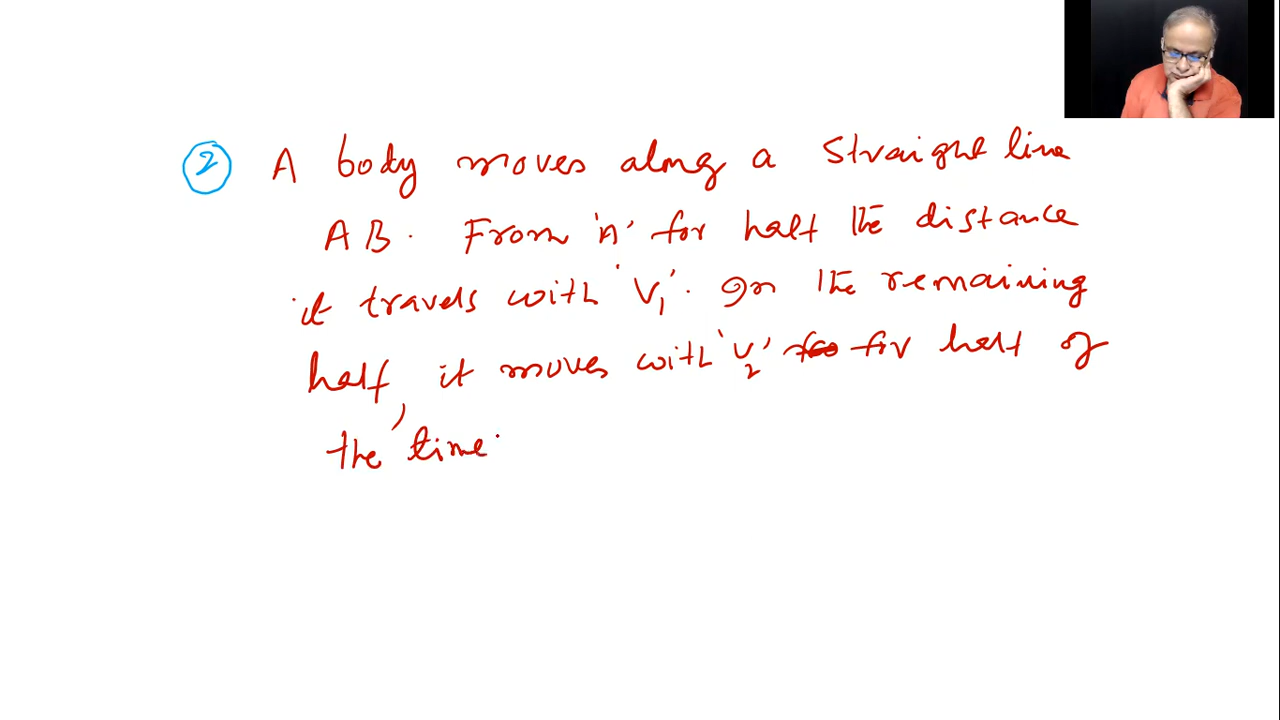 2 A body moves along a straight line
AB. From 'A' for half the distance
it travels with 'V1'. In the remaining
half, it moves with 'V2' for half of
the time.